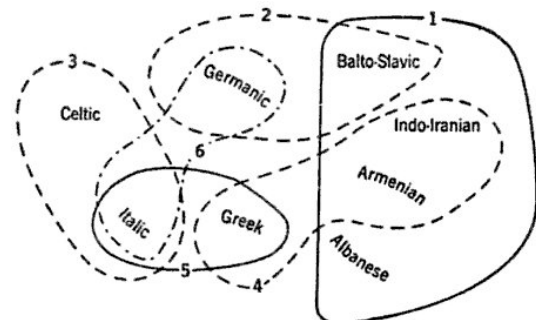 2
1
3
Germanic
Balto-Slavic
Celtic
Indo-Iranian
6
Armenian
Italic
Greek
Albanese
5
4